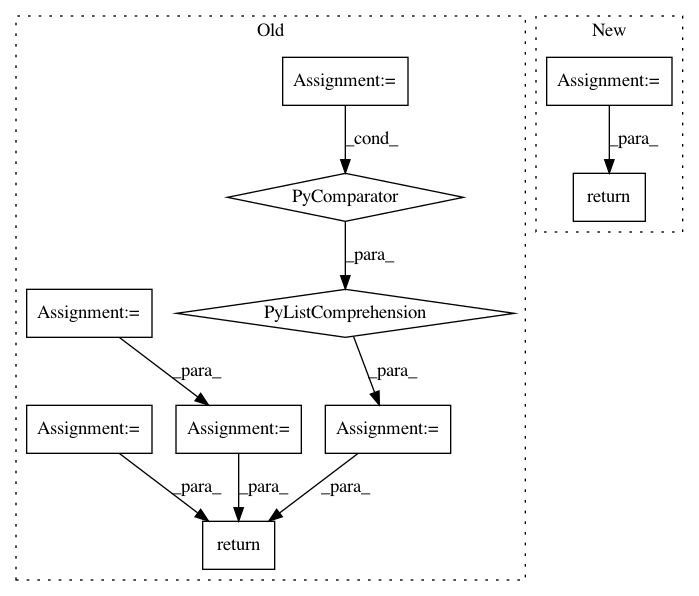 Old
New
Assignment:=
Assignment:=
_cond_
_para_
PyComparator
return
_para_
Assignment:=
PyListComprehension
_para_
_para_
Assignment:=
Assignment:=
Assignment:=
_para_
_para_
_para_
return